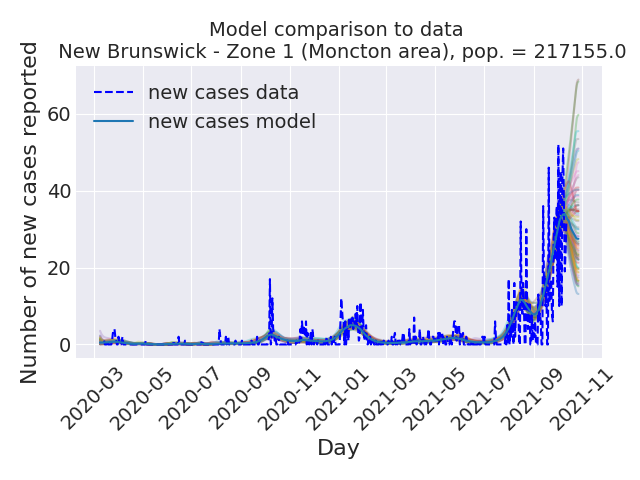 Model comparison to data
New Brunswick - Zone 1 (Moncton area), pop. = 217155.0
Number of new cases reported
60
40
20
0
new cases data
new cases model
2020-03
2020-05
2020-07
2020-09
2020-11
2021-01
2021-03
2021-05
2021-07
2021-09
2021-11
Day